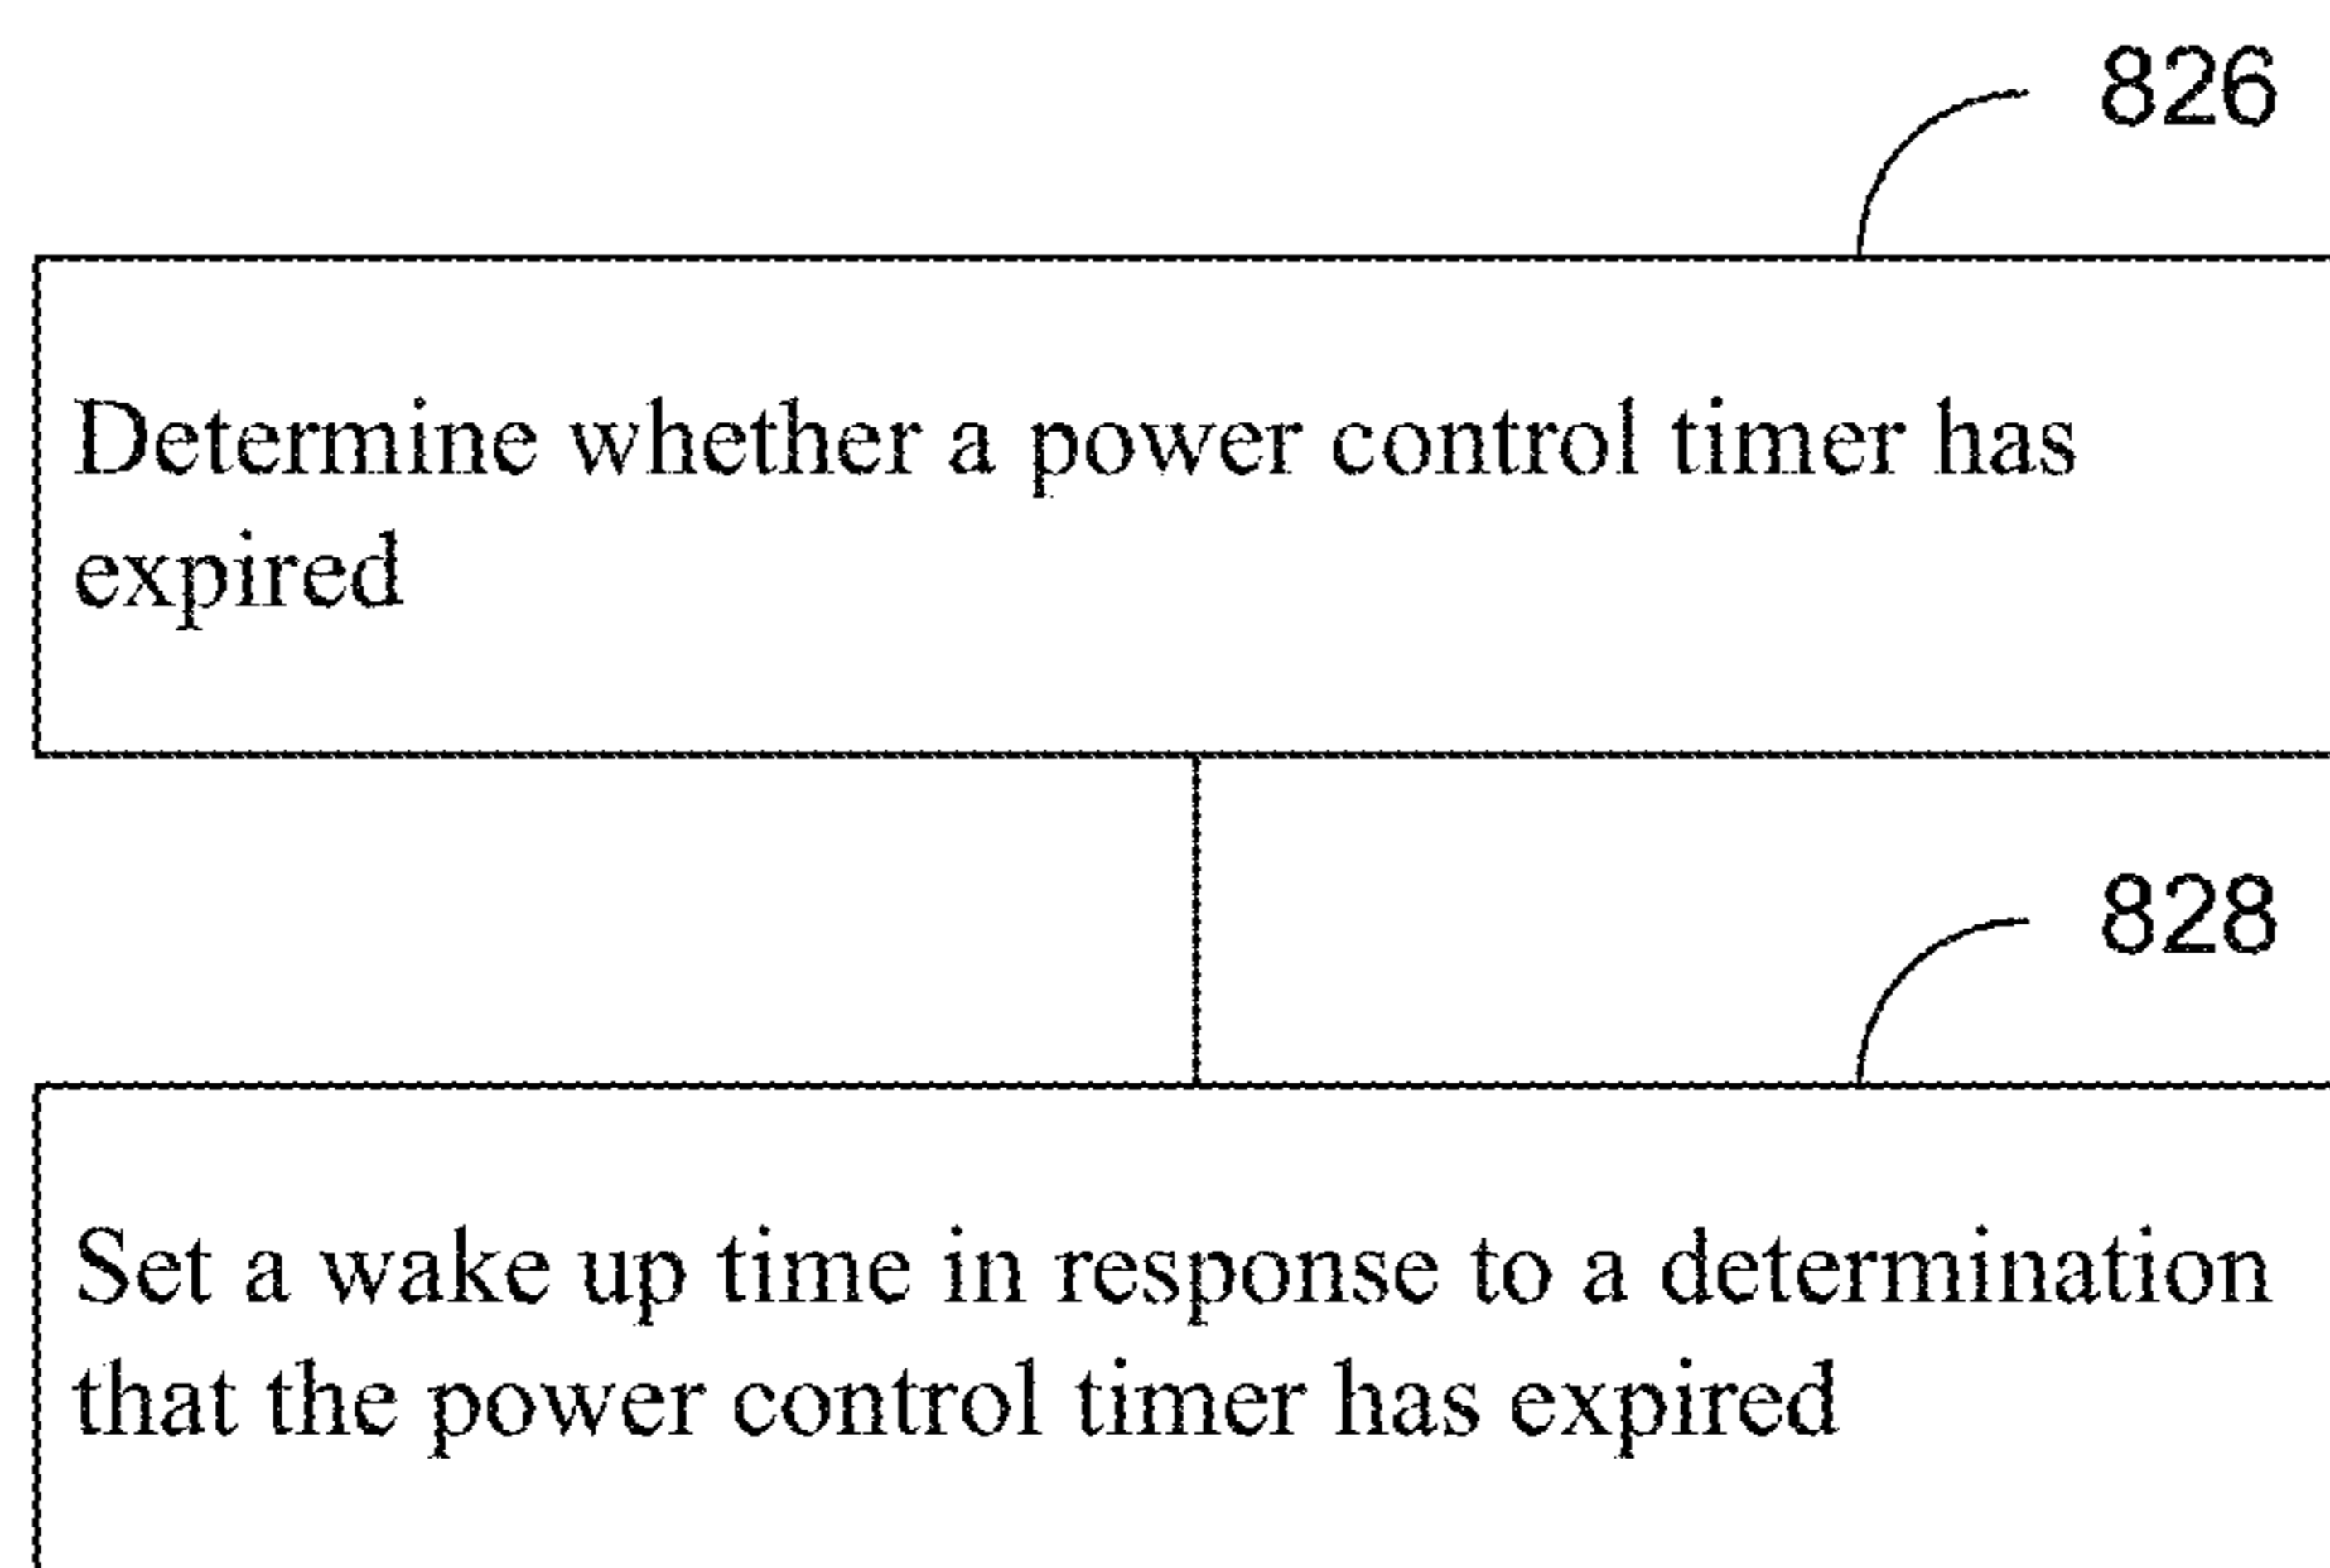 826
Determine whether a power control timer has
expired
828
Set a wake up time in response to a determination
that the power control timer has expired